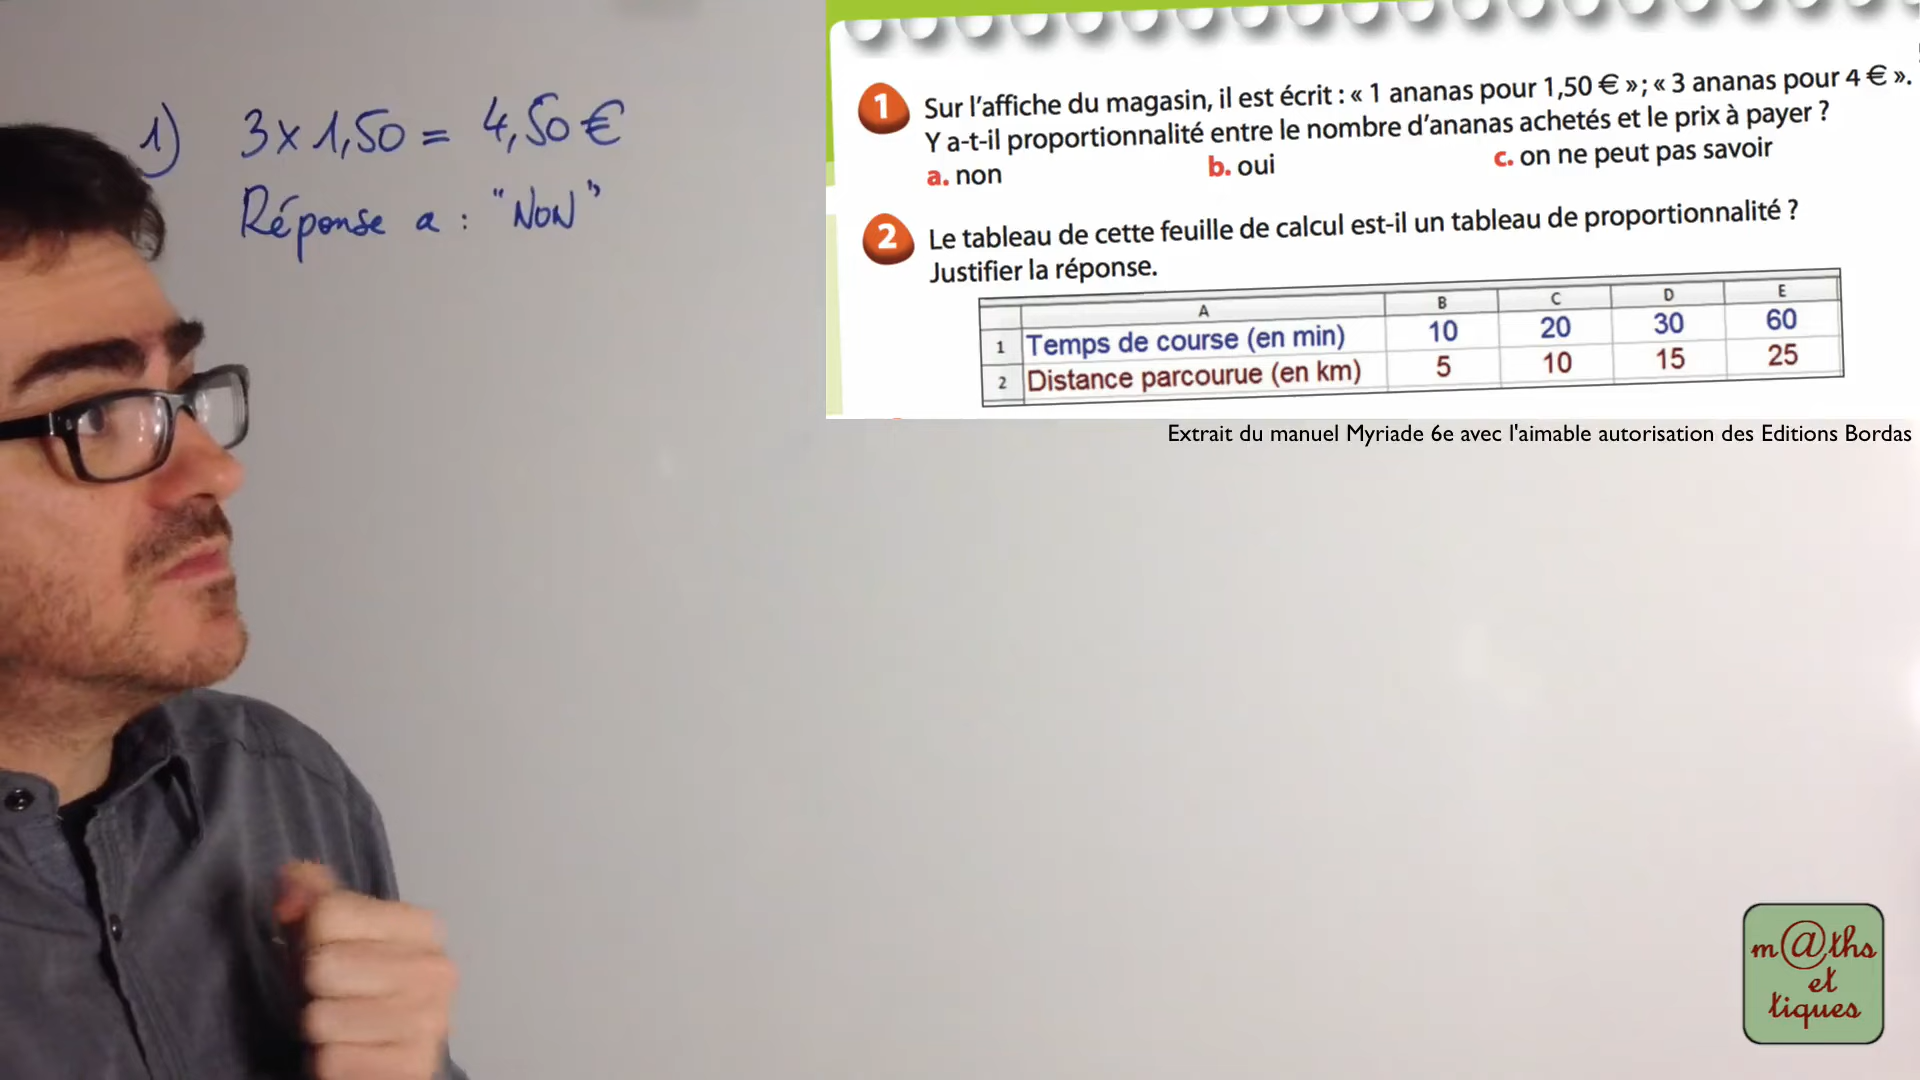 1) 3 x 1,50 = 4,50 €
Réponse a : "NON"
1 Sur l'affiche du magasin, il est écrit : « 1 ananas pour 1,50 € » ; « 3 ananas pour 4 € ».
Y a-t-il proportionnalité entre le nombre d'ananas achetés et le prix à payer ?
a. non b. oui c. on ne peut pas savoir
2 Le tableau de cette feuille de calcul est-il un tableau de proportionnalité ?
Justifier la réponse.
A B C D E
1 Temps de course (en min) 10 20 30 60
2 Distance parcourue (en km) 5 10 15 25
Extrait du manuel Myriade 6e avec l'aimable autorisation des Editions Bordas
m@ths
et
tiques